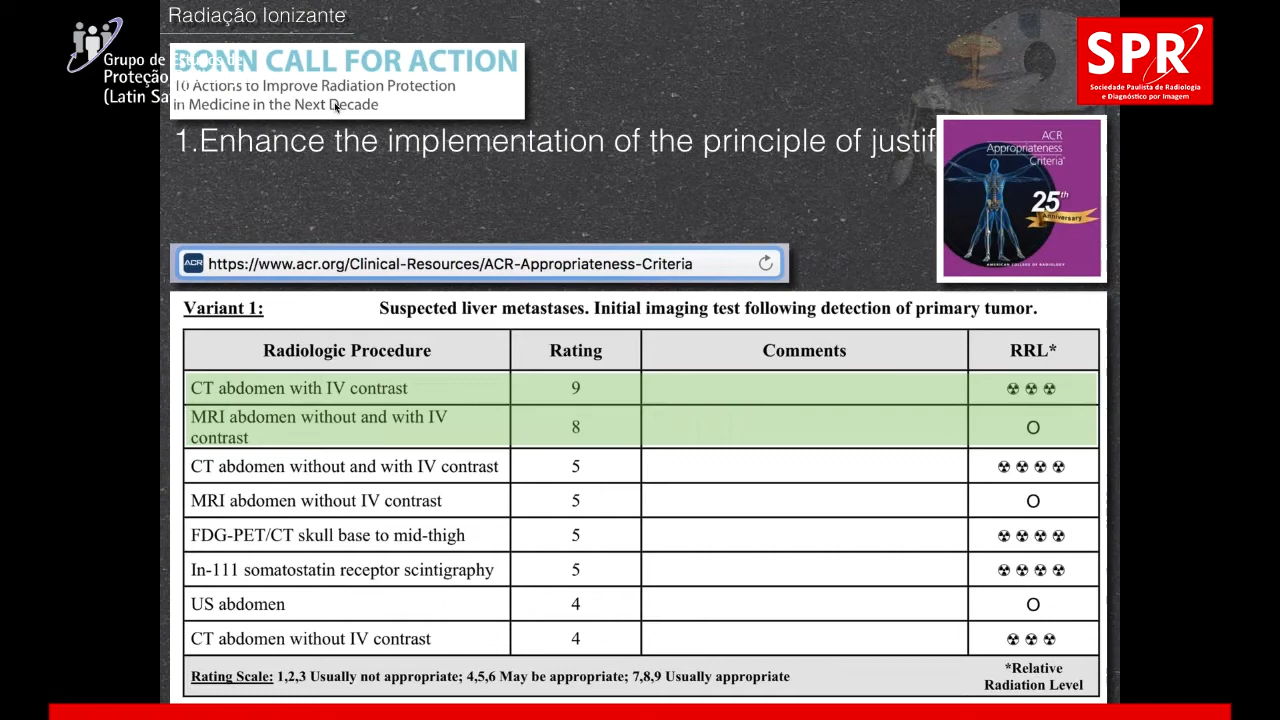 Radiação Ionizante
Grupo de Estudos de
Proteção
(Latin Sa
BONN CALL FOR ACTION
10 Actions to Improve Radiation Protection
in Medicine in the Next Decade
SPR
Sociedade Paulista de Radiologia
e Diagnóstico por Imagem
1.Enhance the implementation of the principle of justif
ACR
Appropriateness
Criteria®
25th
Anniversary
AMERICAN COLLEGE OF RADIOLOGY
ACR https://www.acr.org/Clinical-Resources/ACR-Appropriateness-Criteria
Variant 1: Suspected liver metastases. Initial imaging test following detection of primary tumor.
Radiologic Procedure Rating Comments RRL*
CT abdomen with IV contrast 9 ☢ ☢ ☢
MRI abdomen without and with IV
contrast 8 O
CT abdomen without and with IV contrast 5 ☢ ☢ ☢ ☢
MRI abdomen without IV contrast 5 O
FDG-PET/CT skull base to mid-thigh 5 ☢ ☢ ☢ ☢
In-111 somatostatin receptor scintigraphy 5 ☢ ☢ ☢ ☢
US abdomen 4 O
CT abdomen without IV contrast 4 ☢ ☢ ☢
Rating Scale: 1,2,3 Usually not appropriate; 4,5,6 May be appropriate; 7,8,9 Usually appropriate
*Relative
Radiation Level